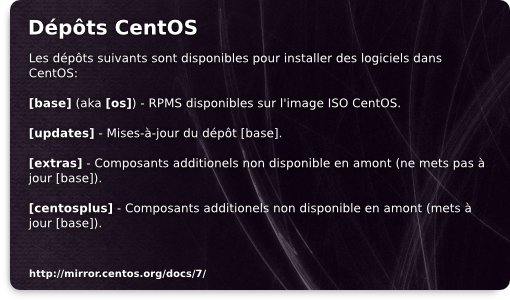 Dépôts CentOS
Les dépôts suivants sont disponibles pour installer des logiciels dans
CentOS:
[base] (aka [os]) - RPMS disponibles sur l'image ISO CentOS.
[updates] - Mises-à-jour du dépôt [base].
[extras] - Composants additionels non disponible en amont (ne mets pas à
jour [base]).
[centosplus] - Composants additionels non disponible en amont (mets à
jour [base]).
http://mirror.centos.org/docs/7/